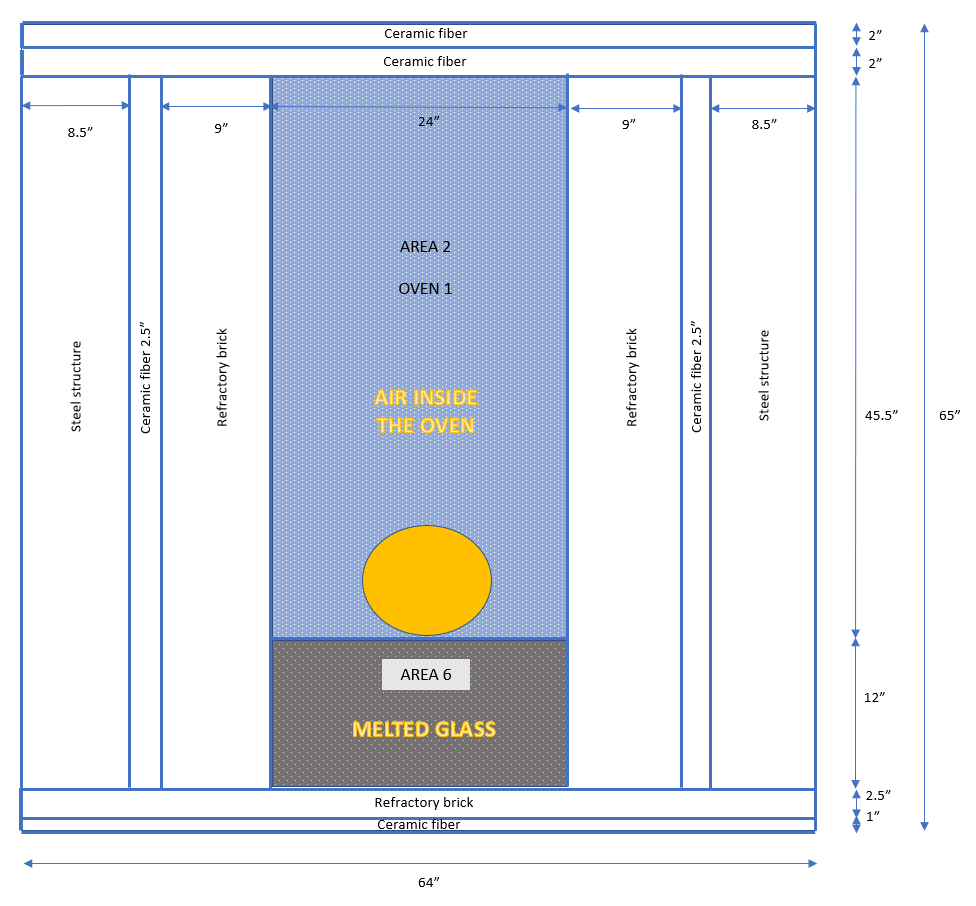 Ceramic fiber
2”
Ceramic fiber
2”
8.5”
9”
24”
9”
8.5”
AREA 2
OVEN 1
Steel structure
Ceramic fiber 2.5”
Refractory brick
AIR INSIDE
THE OVEN
Refractory brick
Ceramic fiber 2.5”
Steel structure
45.5”
65”
AREA 6
12”
MELTED GLASS
Refractory brick
2.5”
Ceramic fiber
1”
64”